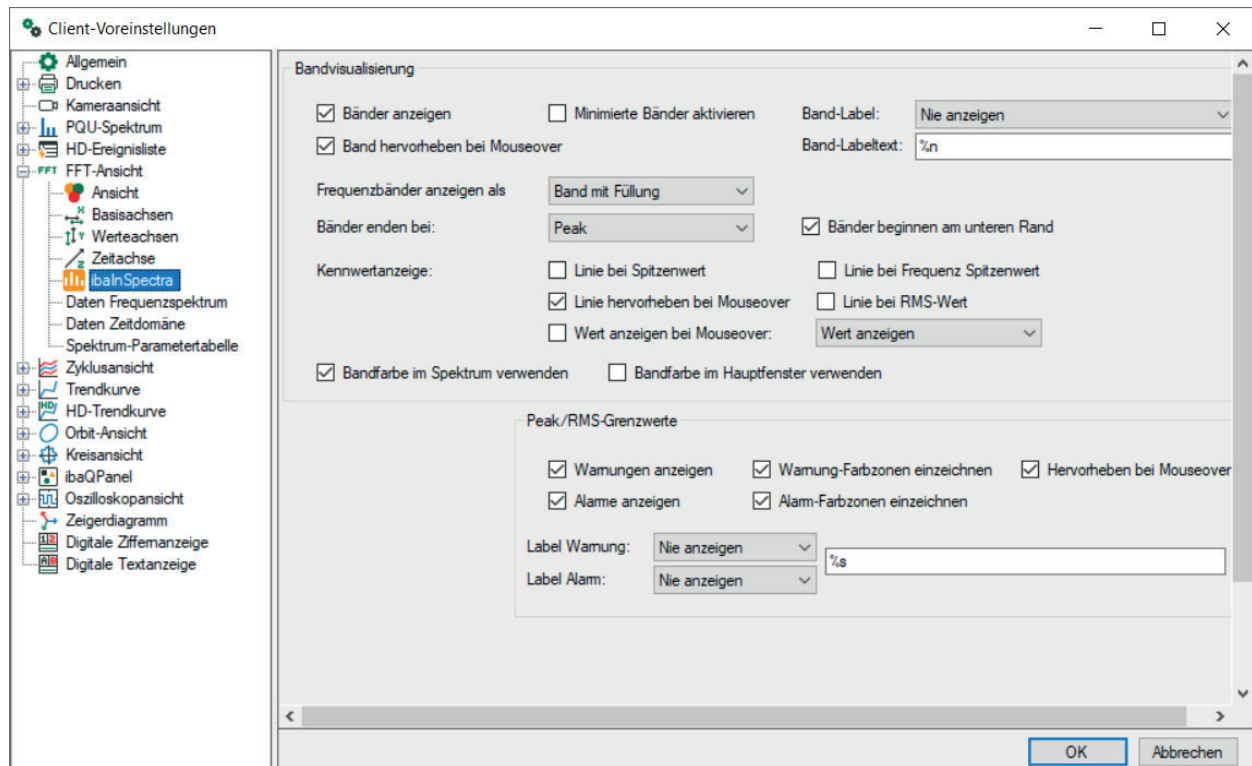 Client-Voreinstellungen
Allgemein
Drucken
Kameraansicht
PQU-Spektrum
HD-Ereignisliste
FFT FFT-Ansicht
Ansicht
Basisachsen
Werteachsen
Zeitachse
ibaInSpectra
Daten Frequenzspektrum
Daten Zeitdomäne
Spektrum-Parametertabelle
Zyklusansicht
Trendkurve
HD-Trendkurve
Orbit-Ansicht
Kreisansicht
ibaQPanel
Oszilloskopansicht
Zeigerdiagramm
Digitale Ziffernanzeige
Digitale Textanzeige
Bandvisualisierung
Bänder anzeigen Minimierte Bänder aktivieren Band-Label: Nie anzeigen
Band hervorheben bei Mouseover Band-Labeltext: %n
Frequenzbänder anzeigen als Band mit Füllung
Bänder enden bei: Peak Bänder beginnen am unteren Rand
Kennwertanzeige: Linie bei Spitzenwert Linie bei Frequenz Spitzenwert
Linie hervorheben bei Mouseover Linie bei RMS-Wert
Wert anzeigen bei Mouseover: Wert anzeigen
Bandfarbe im Spektrum verwenden Bandfarbe im Hauptfenster verwenden
Peak/RMS-Grenzwerte
Warnungen anzeigen Warnung-Farbzonen einzeichnen Hervorheben bei Mouseover
Alarme anzeigen Alarm-Farbzonen einzeichnen
Label Warnung: Nie anzeigen %s
Label Alarm: Nie anzeigen
OK Abbrechen